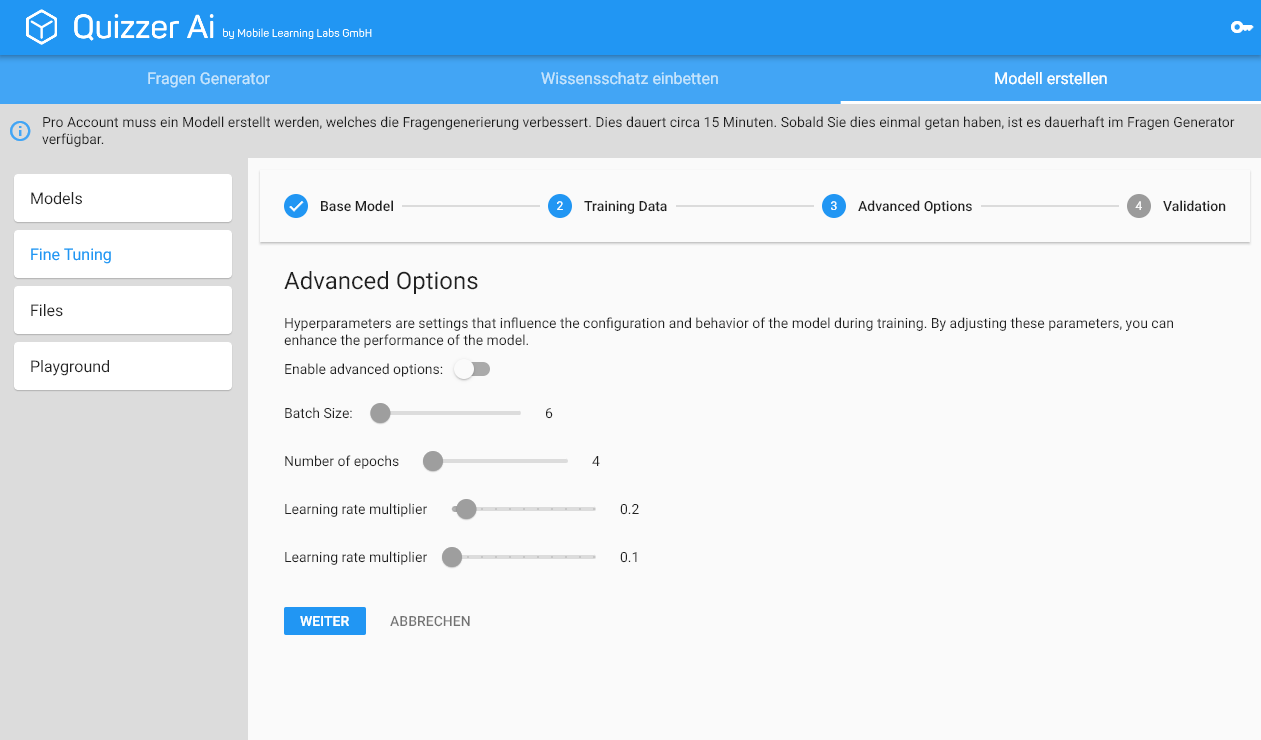 Quizzer Ai by Mobile Learning Labs GmbH
Fragen Generator
Wissensschatz einbetten
Modell erstellen
Pro Account muss ein Modell erstellt werden, welches die Fragengenerierung verbessert. Dies dauert circa 15 Minuten. Sobald Sie dies einmal getan haben, ist es dauerhaft im Fragen Generator
verfügbar.
Models
Fine Tuning
Files
Playground
Base Model
2 Training Data
3 Advanced Options
4 Validation
Advanced Options
Hyperparameters are settings that influence the configuration and behavior of the model during training. By adjusting these parameters, you can
enhance the performance of the model.
Enable advanced options:
Batch Size: 6
Number of epochs 4
Learning rate multiplier 0.2
Learning rate multiplier 0.1
WEITER ABBRECHEN